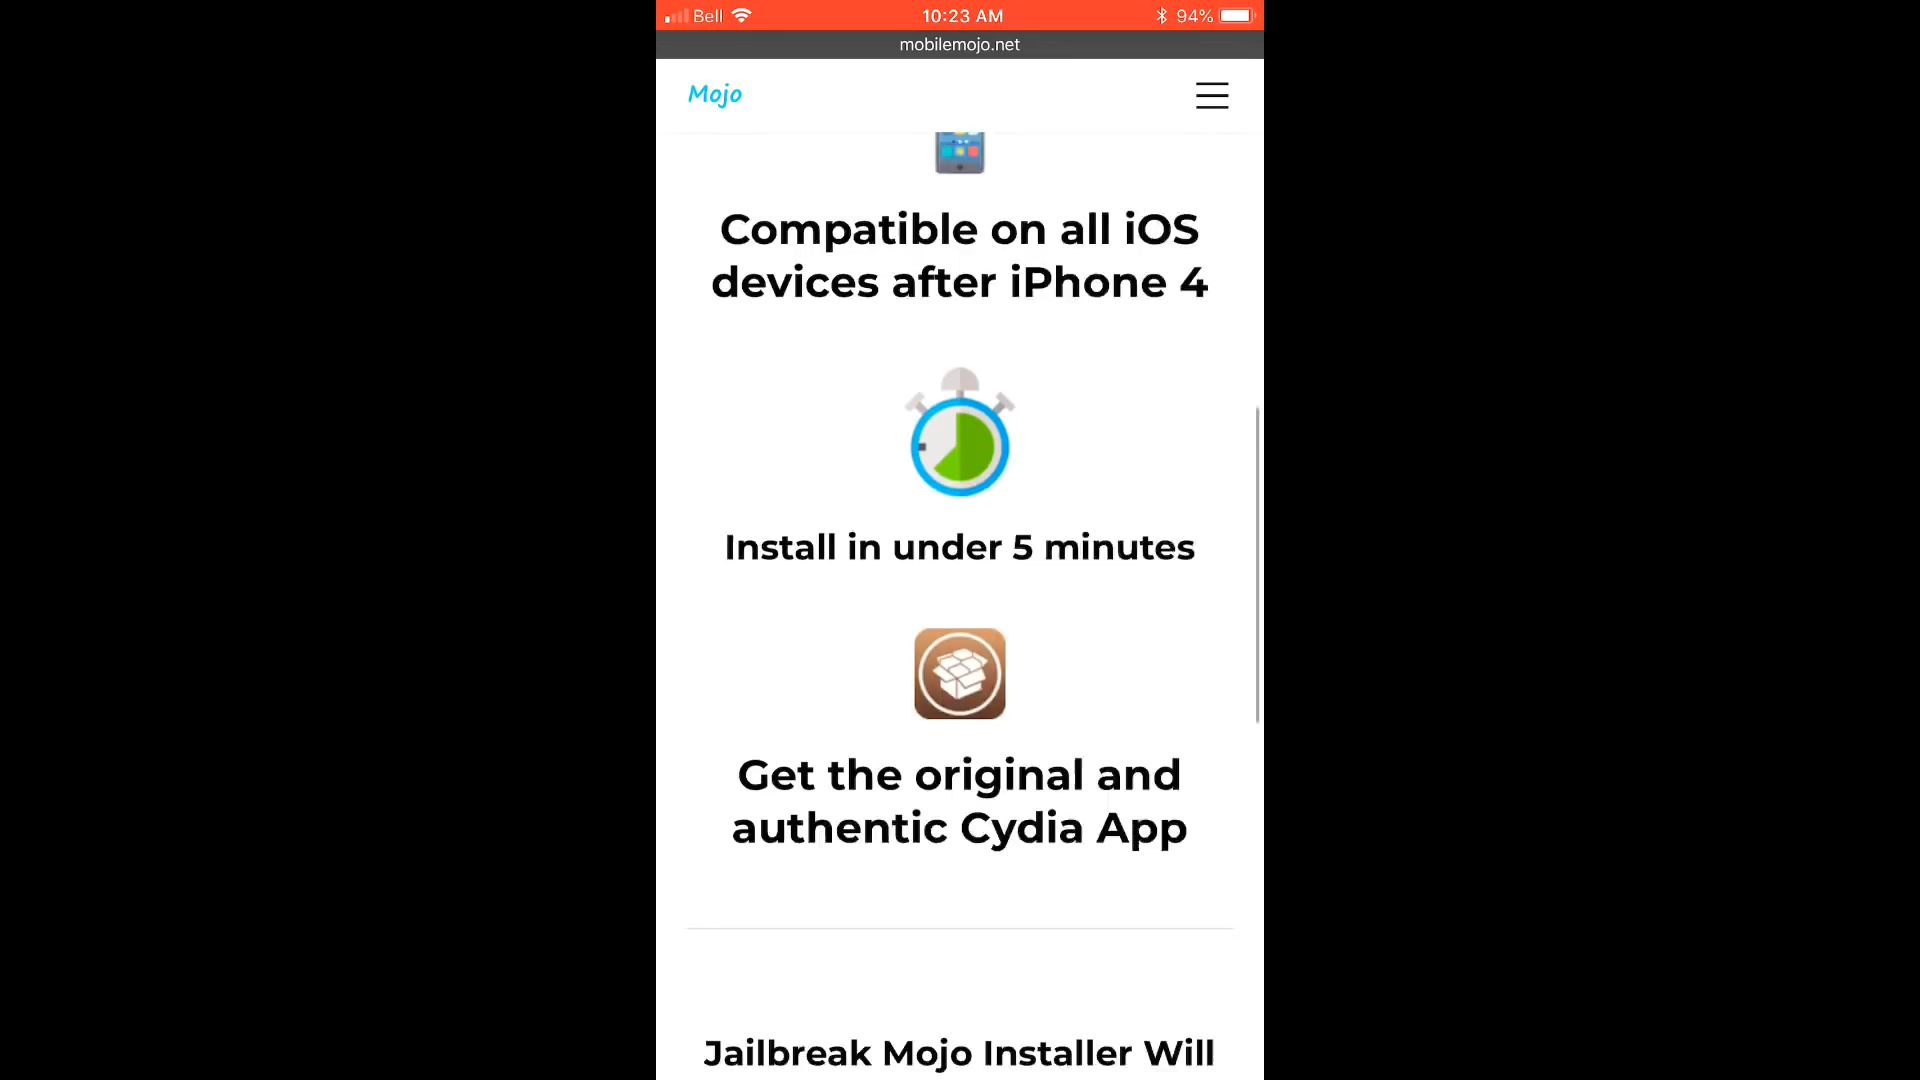 Bell 10:23 AM 94%
mobilemojo.net
Mojo
Compatible on all iOS
devices after iPhone 4
Install in under 5 minutes
Get the original and
authentic Cydia App
Jailbreak Mojo Installer Will